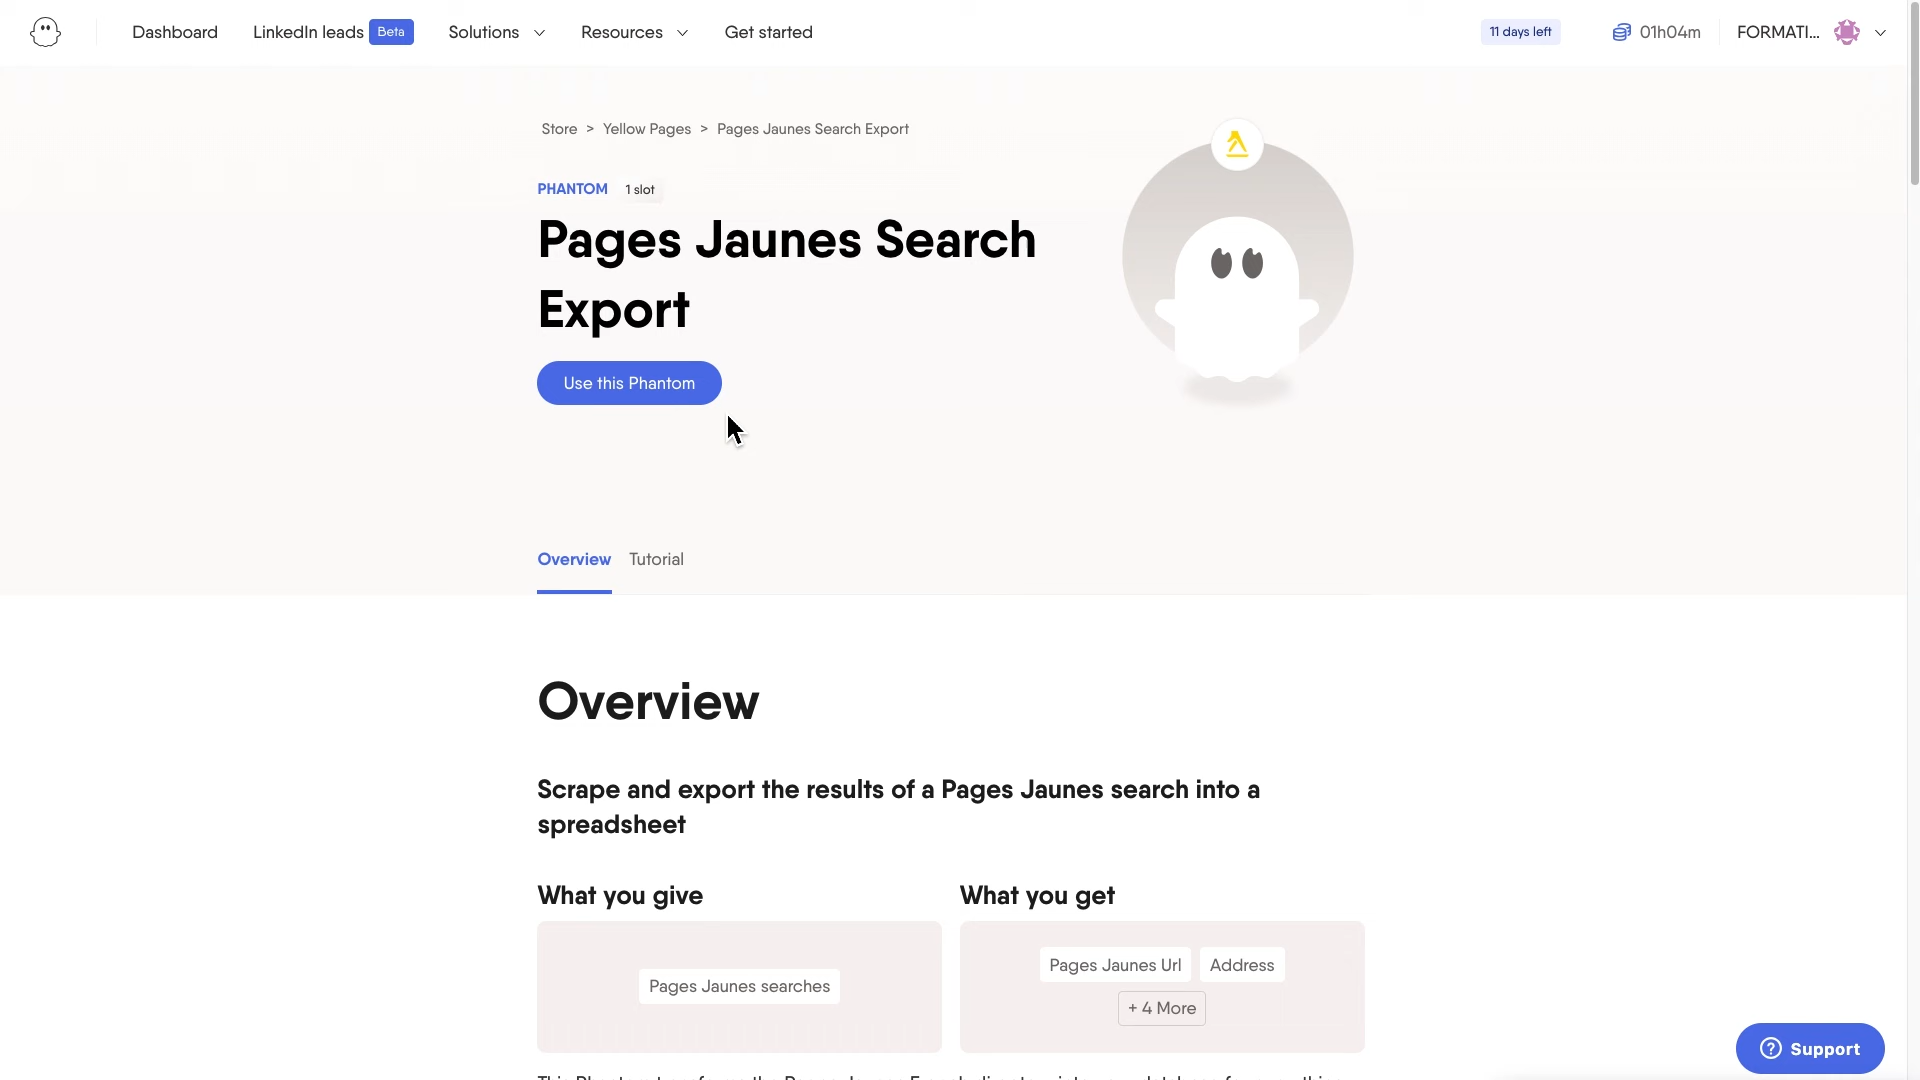 Dashboard
LinkedIn leads Beta
Solutions
Resources
Get started
11 days left
01h04m
FORMATI...
Store > Yellow Pages > Pages Jaunes Search Export
PHANTOM 1 slot
Pages Jaunes Search
Export
Use this Phantom
Overview Tutorial
Overview
Scrape and export the results of a Pages Jaunes search into a
spreadsheet
What you give
Pages Jaunes searches
What you get
Pages Jaunes Url Address
+ 4 More
Support